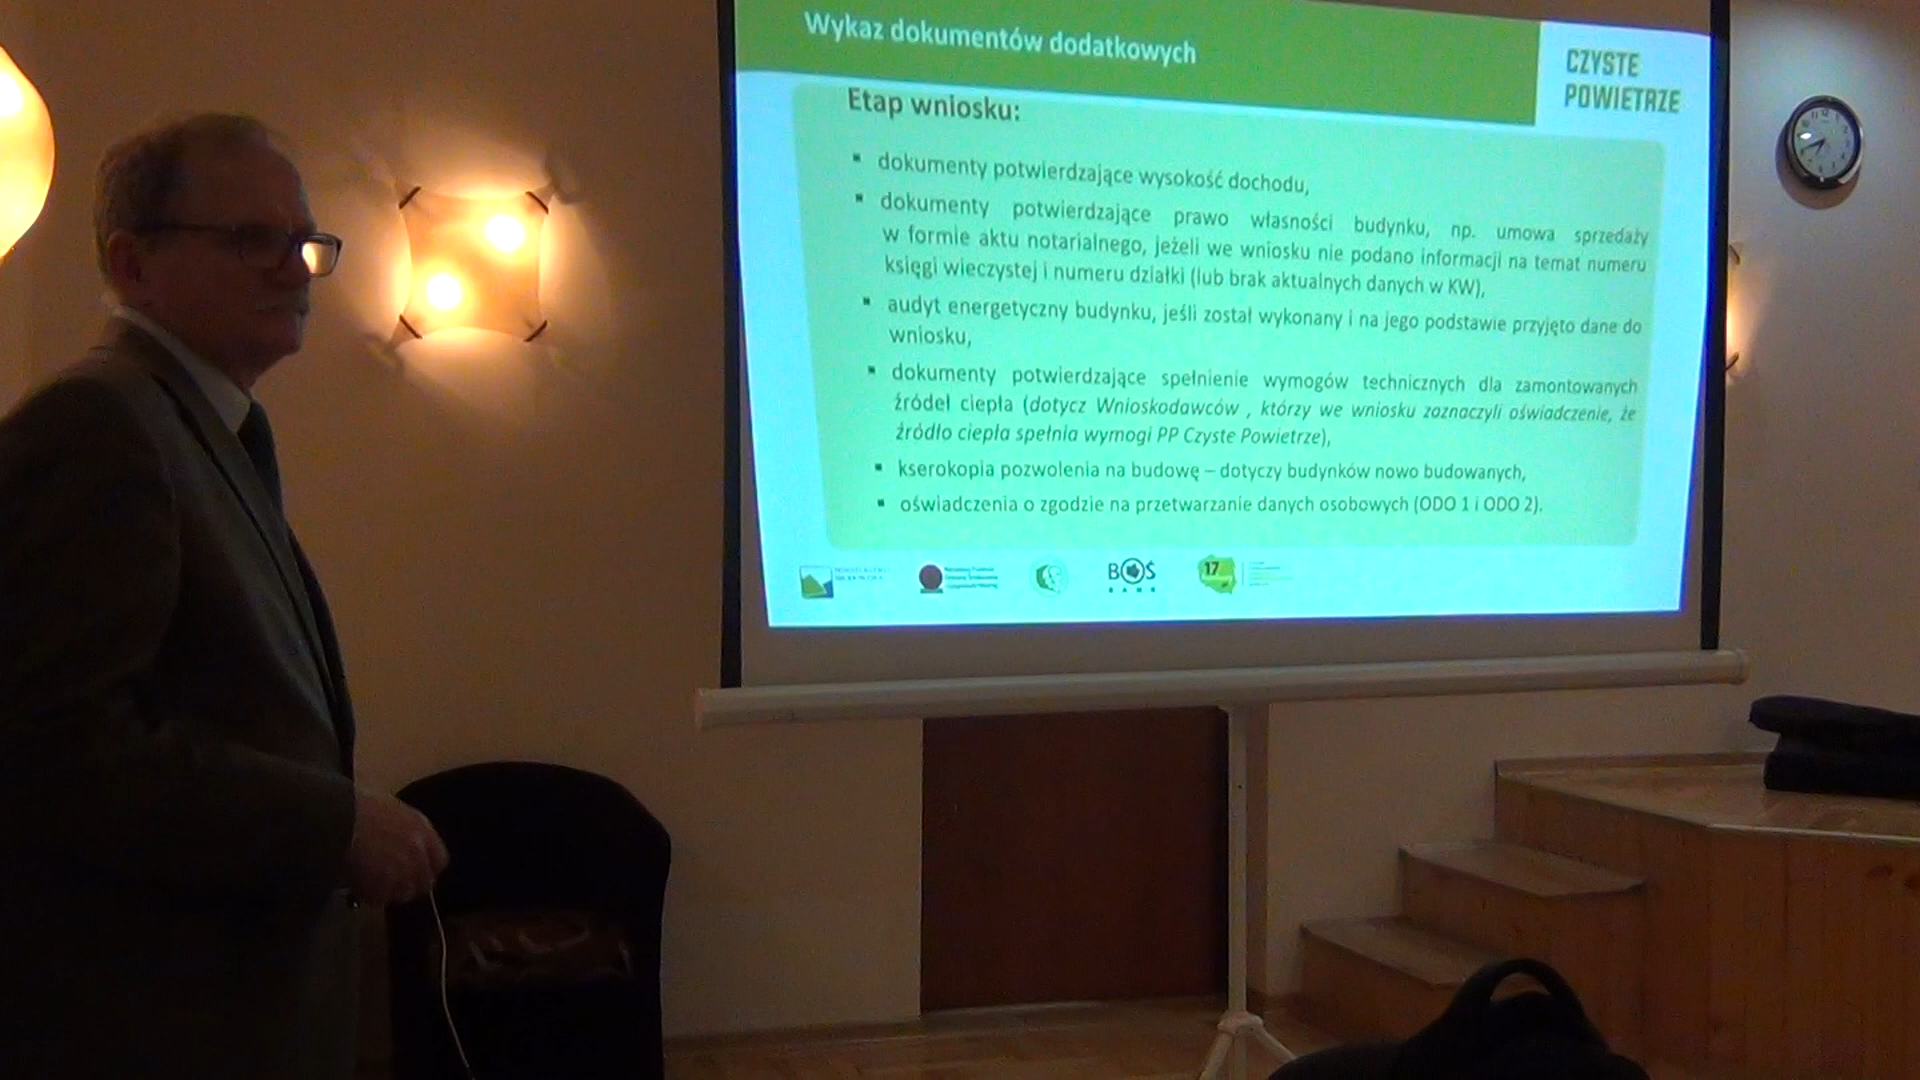 Wykaz dokumentów dodatkowych
CZYSTE
POWIETRZE
Etap wniosku:
▪ dokumenty potwierdzające wysokość dochodu,
▪ dokumenty potwierdzające prawo własności budynku, np. umowa sprzedaży
w formie aktu notarialnego, jeżeli we wniosku nie podano informacji na temat numeru
księgi wieczystej i numeru działki (lub brak aktualnych danych w KW),
▪ audyt energetyczny budynku, jeśli został wykonany i na jego podstawie przyjęto dane do
wniosku,
▪ dokumenty potwierdzające spełnienie wymogów technicznych dla zamontowanych
źródeł ciepła (dotycz Wnioskodawców , którzy we wniosku zaznaczyli oświadczenie, że
źródło ciepła spełnia wymogi PP Czyste Powietrze),
▪ kserokopia pozwolenia na budowę – dotyczy budynków nowo budowanych,
▪ oświadczenia o zgodzie na przetwarzanie danych osobowych (ODO 1 i ODO 2).
BOŚ
BANK
17